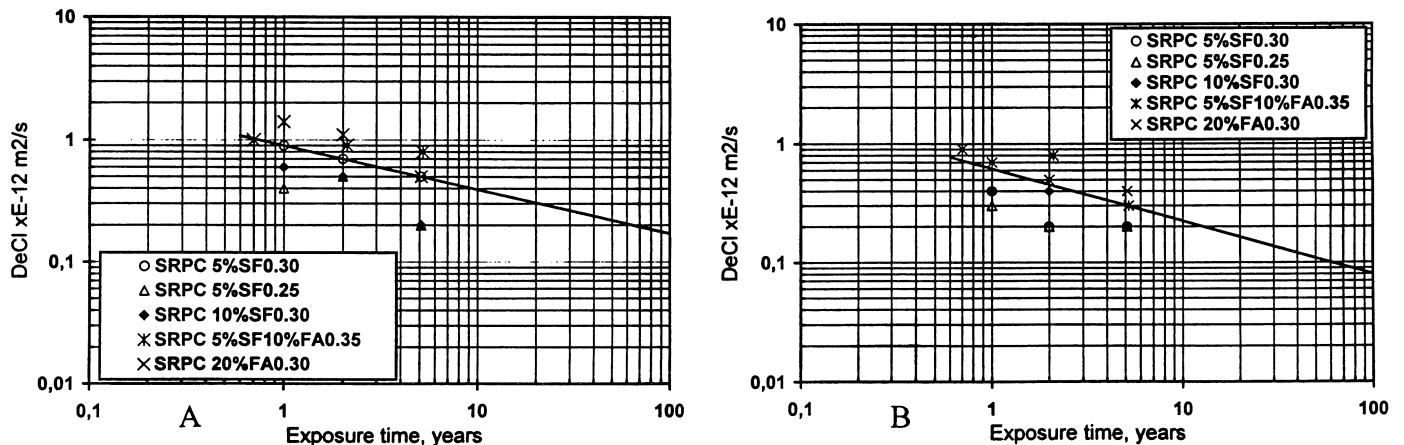 10
1
0,1
0,01
DeCl xE-12 m2/s
SRPC 5%SF0.30
SRPC 5%SF0.25
SRPC 10%SF0.30
SRPC 5%SF10%FA0.35
SRPC 20%FA0.30
0,1
1
10
100
A
Exposure time, years
10
1
0,1
0,01
DeCl xE-12 m2/s
SRPC 5%SF0.30
SRPC 5%SF0.25
SRPC 10%SF0.30
SRPC 5%SF10%FA0.35
SRPC 20%FA0.30
0,1
1
10
100
B
Exposure time, years